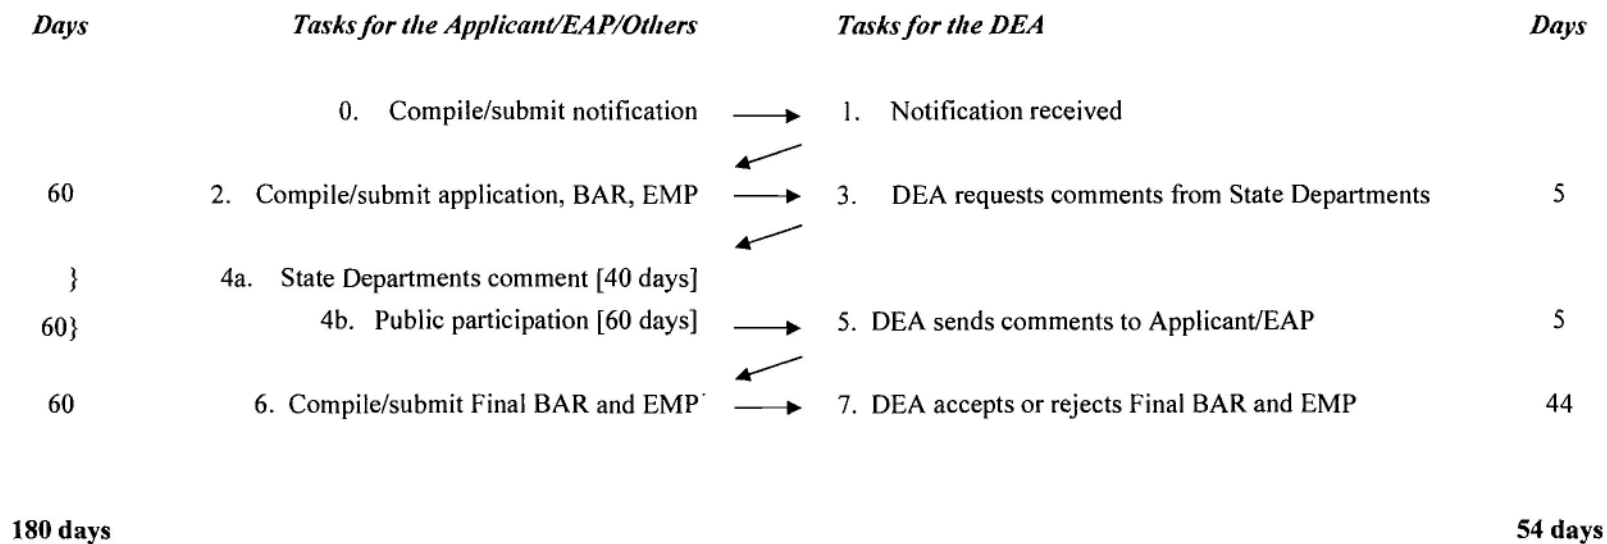 Days Tasks for the Applicant/EAP/Others Tasks for the DEA Days
0. Compile/submit notification 1. Notification received
60 2. Compile/submit application, BAR, EMP 3. DEA requests comments from State Departments 5
} 4a. State Departments comment [40 days]
60} 4b. Public participation [60 days] 5. DEA sends comments to Applicant/EAP 5
60 6. Compile/submit Final BAR and EMP 7. DEA accepts or rejects Final BAR and EMP 44
180 days 54 days